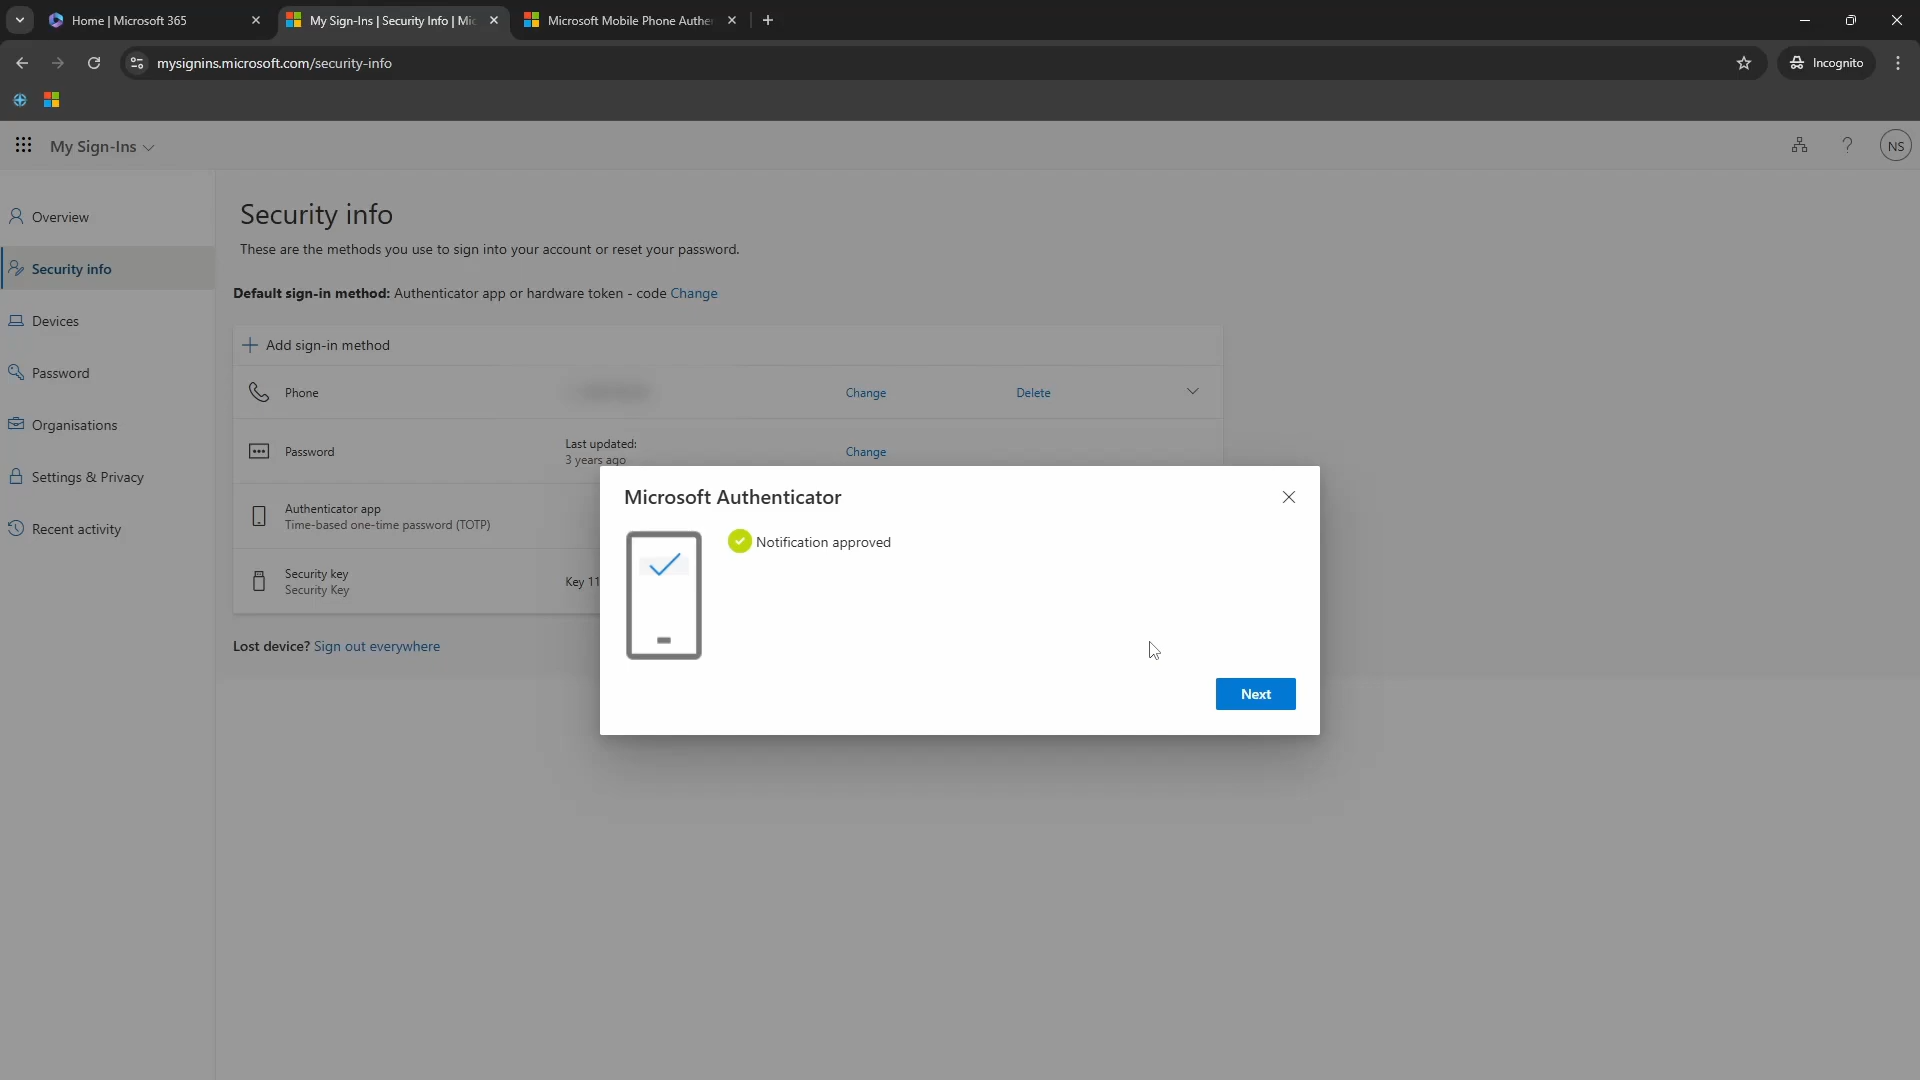 Home | Microsoft 365
My Sign-Ins | Security Info | Mic
Microsoft Mobile Phone Authe
mysignins.microsoft.com/security-info
Incognito
My Sign-Ins
NS
Overview
Security info
Devices
Password
Organisations
Settings & Privacy
Recent activity
Security info
These are the methods you use to sign into your account or reset your password.
Default sign-in method: Authenticator app or hardware token - code Change
Add sign-in method
Phone Change Delete
Password Last updated: 3 years ago Change
Authenticator app
Time-based one-time password (TOTP)
Security key
Security Key
Key 11
Lost device? Sign out everywhere
Microsoft Authenticator
Notification approved
Next